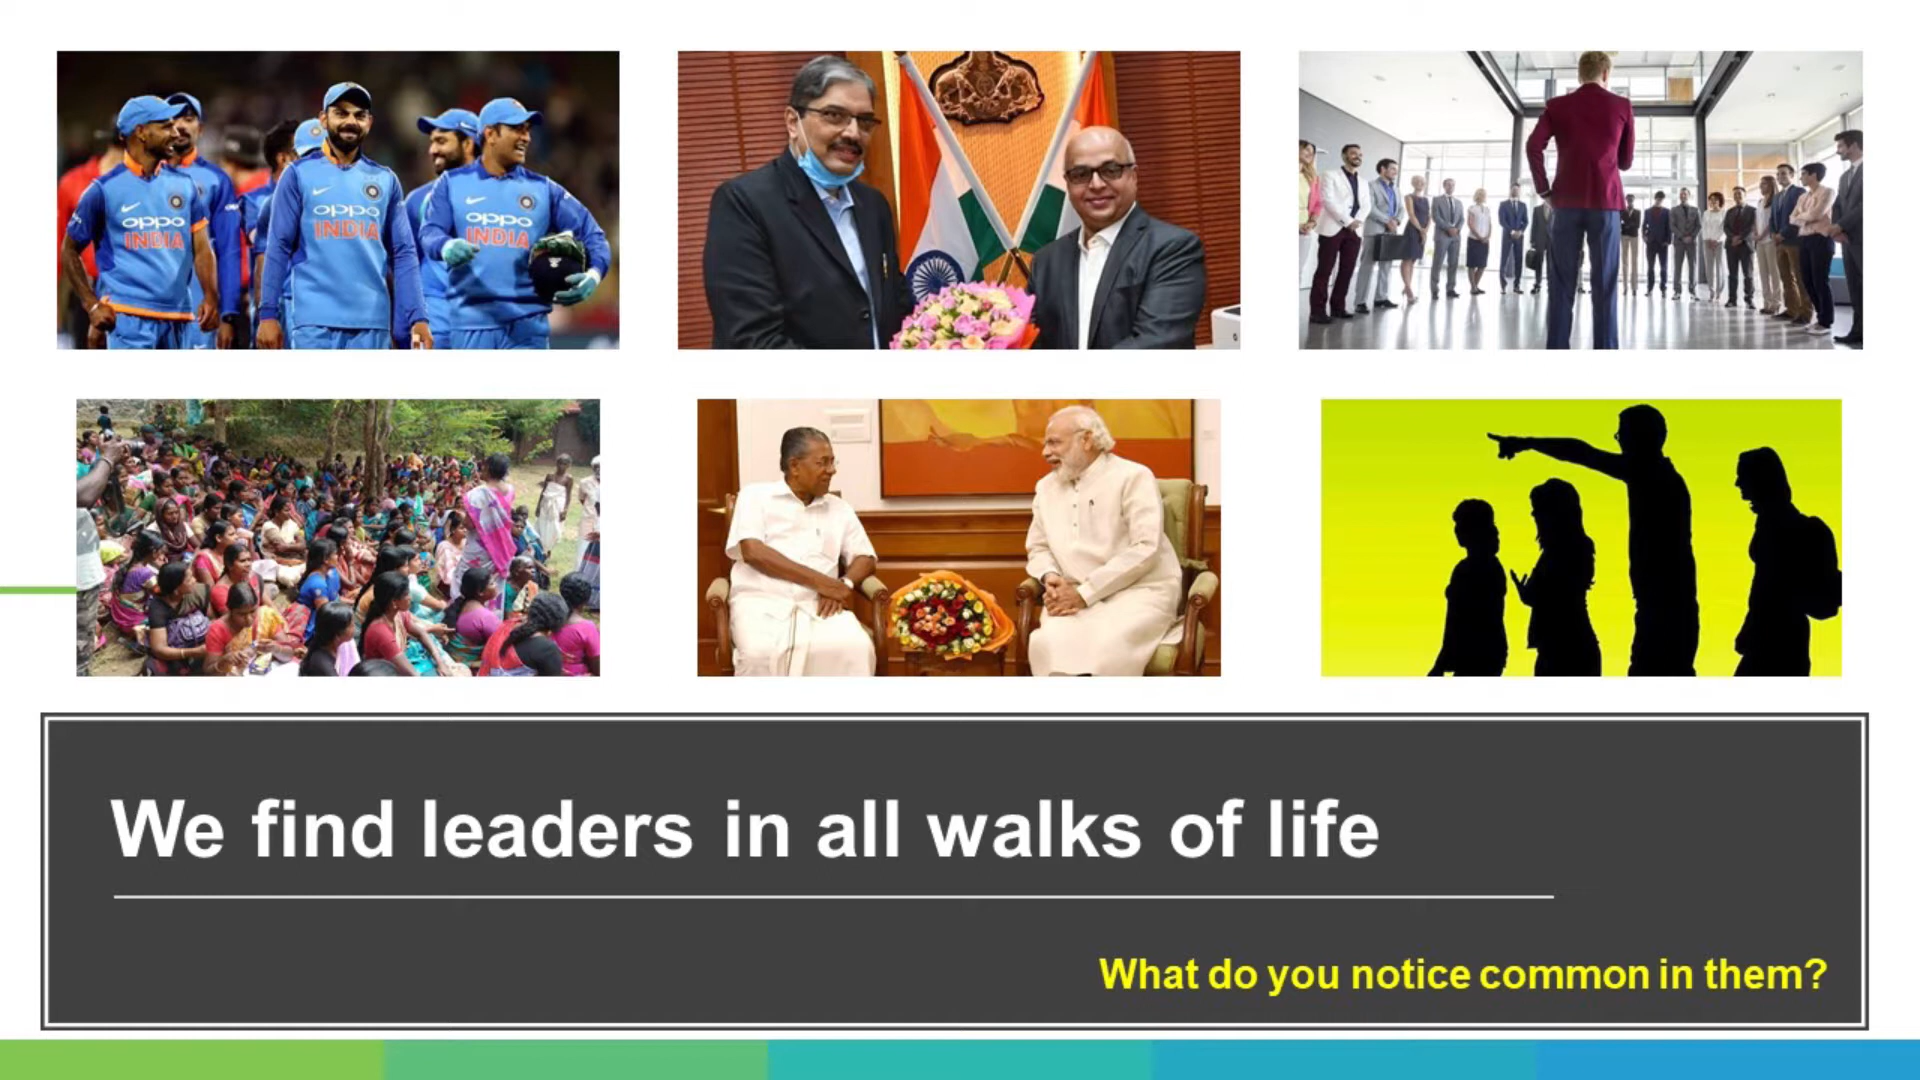 oppo
INDIA
oppo
INDIA
oppo
INDIA
We find leaders in all walks of life
What do you notice common in them?